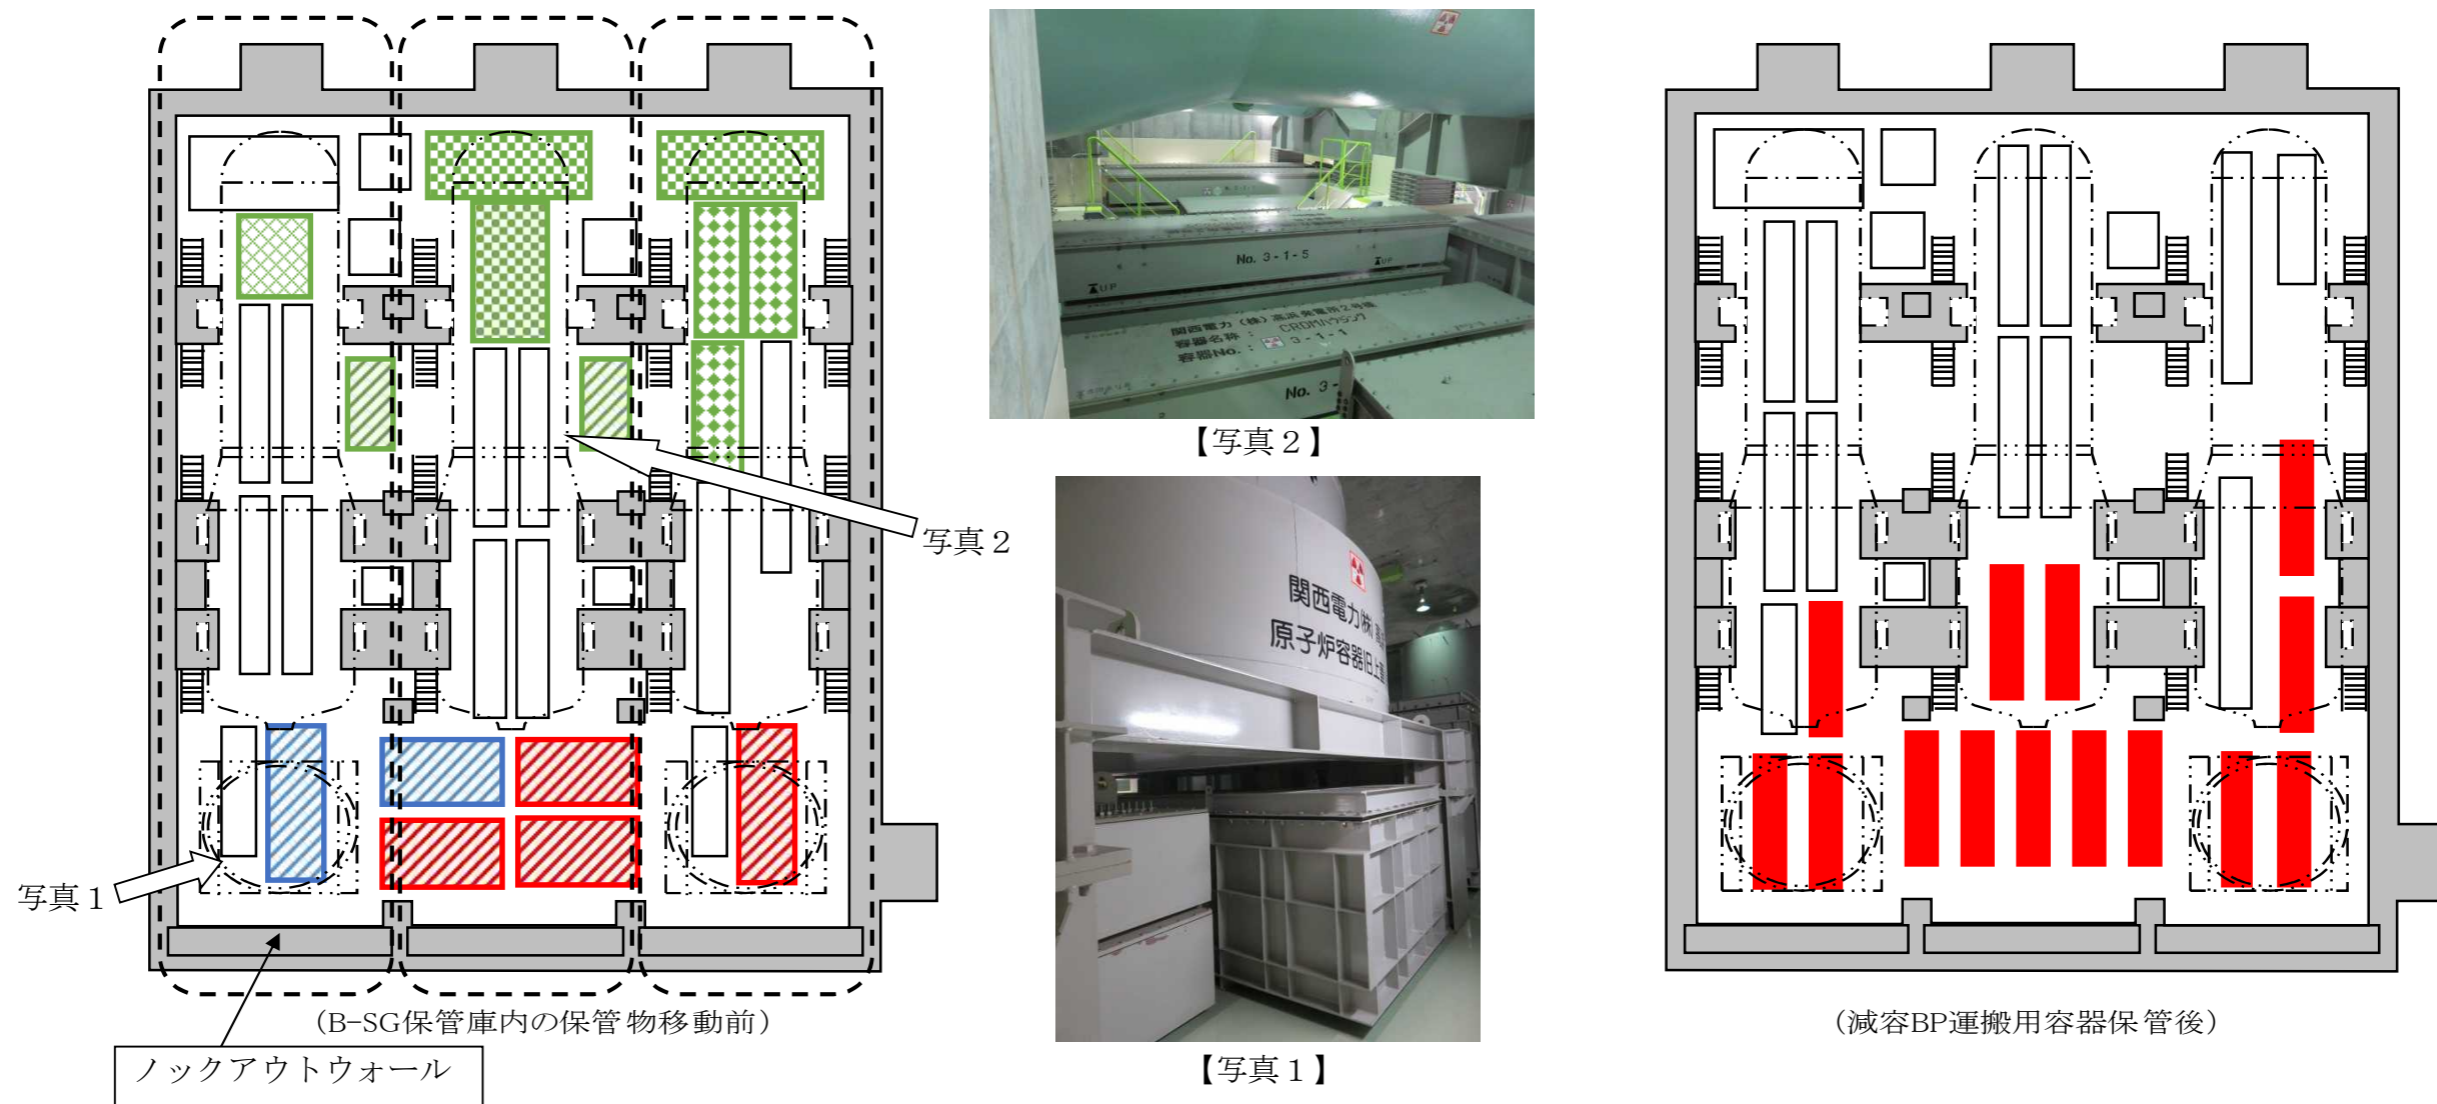 No. 3-1-5
UP
UP
関西電力(株)高浜発電所2号機
容器名称: CRDMハウジング
容器No.: 3-1-1
No. 3-
【写真2】
写真2
関西電力(株)
原子炉容器旧上蓋
写真1
(B-SG保管庫内の保管物移動前)
(減容BP運搬用容器保管後)
ノックアウトウォール
【写真1】